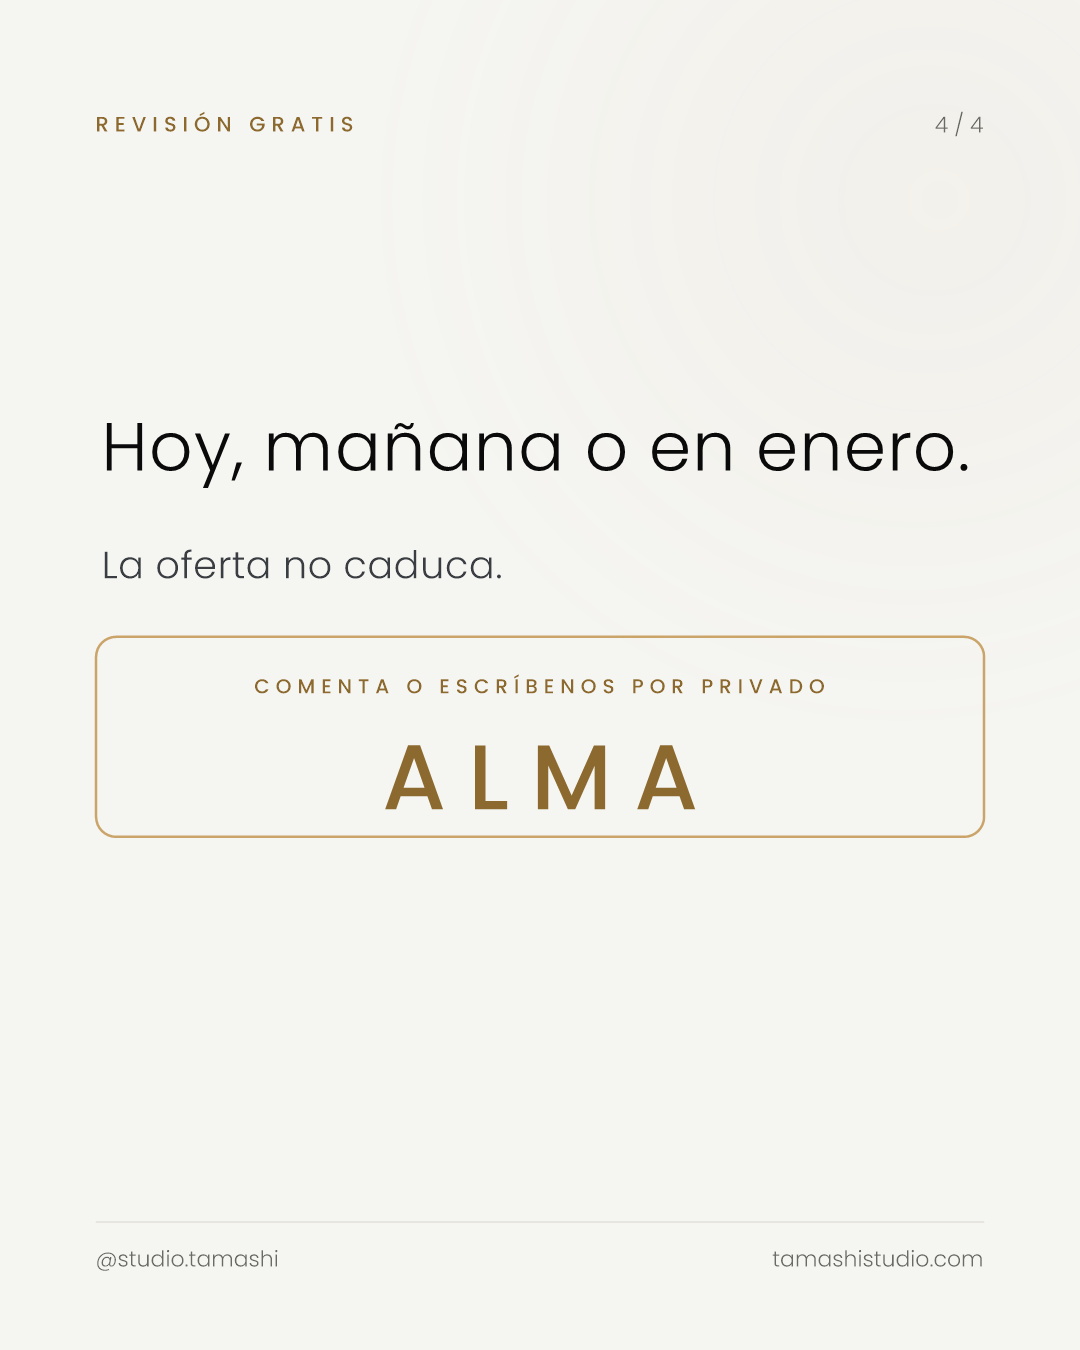 REVISIÓN GRATIS
4 / 4
Hoy, mañana o en enero.
La oferta no caduca.
COMENTA O ESCRÍBENOS POR PRIVADO
ALMA
@studio.tamashi
tamashistudio.com